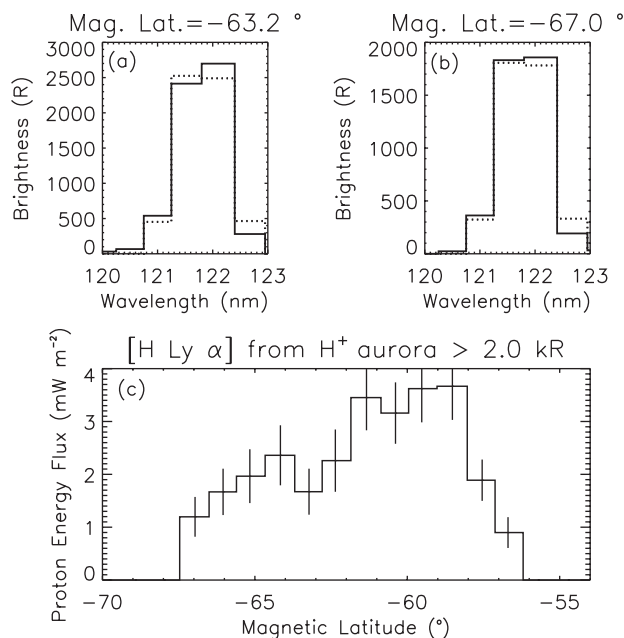 Mag. Lat.=−63.2 °
Mag. Lat.=−67.0 °
(a)
(b)
Brightness (R)
3000
2500
2000
1500
1000
500
0
120 121 122 123
Wavelength (nm)
Brightness (R)
2000
1500
1000
500
0
120 121 122 123
Wavelength (nm)
[H Ly α] from H⁺ aurora > 2.0 kR
(c)
Proton Energy Flux (mW m⁻²)
4
3
2
1
0
−70 −65 −60 −55
Magnetic Latitude (°)